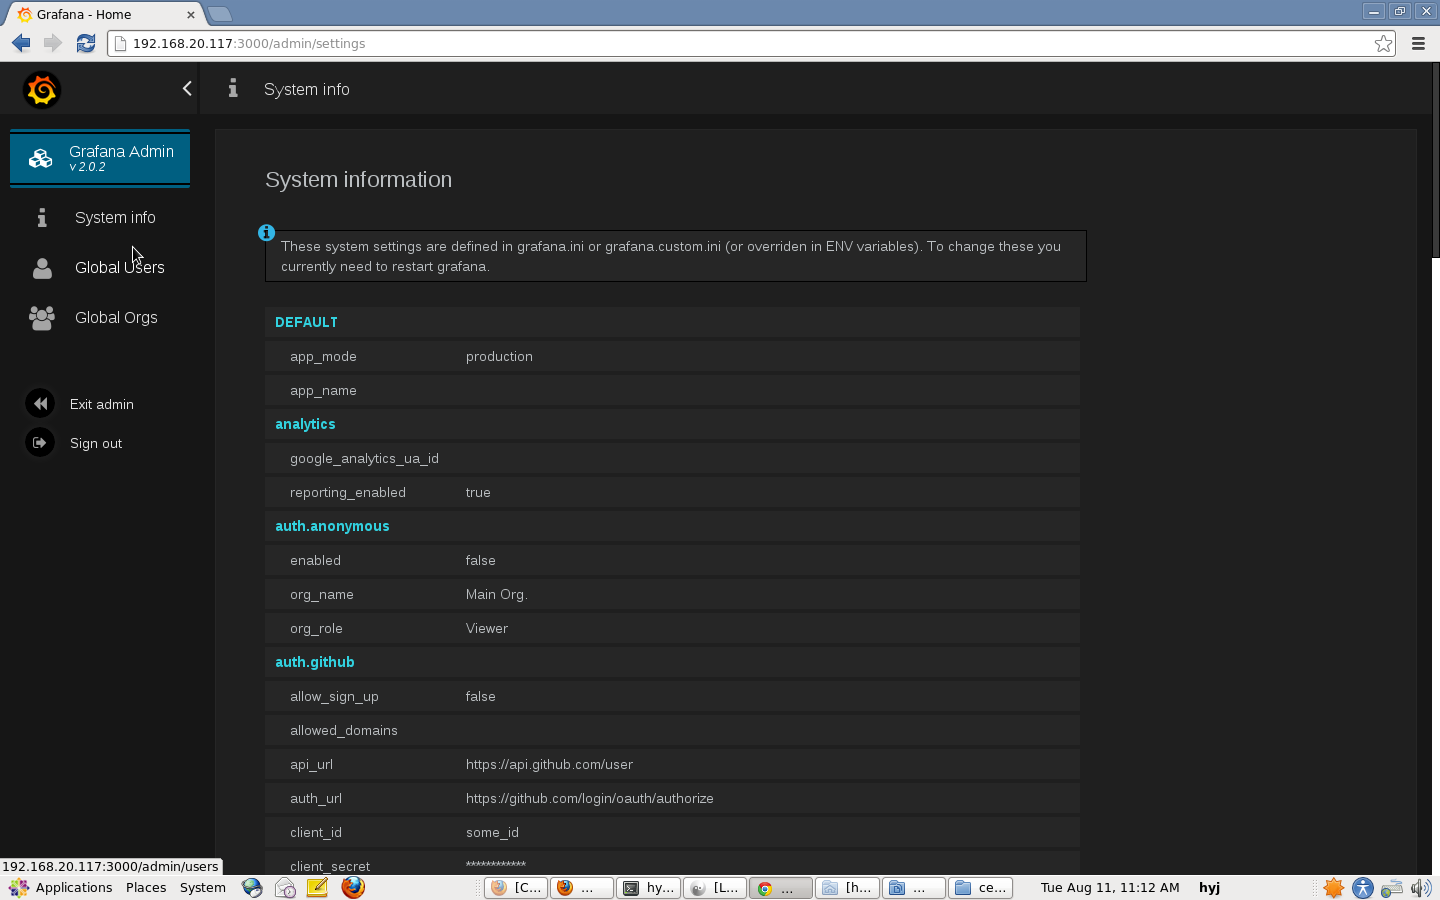 Grafana - Home
192.168.20.117:3000/admin/settings
System info
Grafana Admin
v 2.0.2
System info
Global Users
Global Orgs
Exit admin
Sign out
System information
These system settings are defined in grafana.ini or grafana.custom.ini (or overriden in ENV variables). To change these you
currently need to restart grafana.
DEFAULT
app_mode production
app_name
analytics
google_analytics_ua_id
reporting_enabled true
auth.anonymous
enabled false
org_name Main Org.
org_role Viewer
auth.github
allow_sign_up false
allowed_domains
api_url https://api.github.com/user
auth_url https://github.com/login/oauth/authorize
client_id some_id
client_secret ************
192.168.20.117:3000/admin/users
Applications Places System [C... ... hy... [L... ... [h... ... ce... Tue Aug 11, 11:12 AM hyj